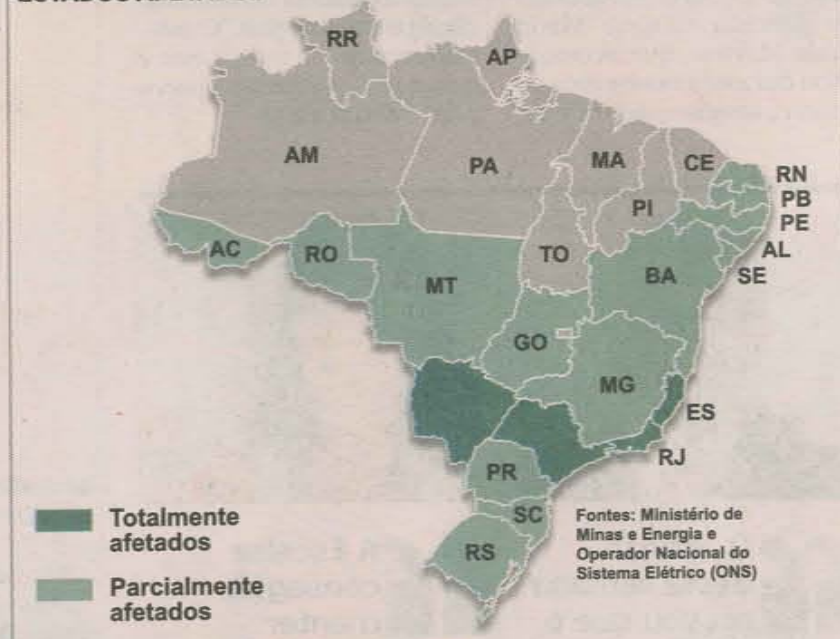 RR
AP
AM
PA
MA
CE
RN
PB
PI
PE
AC
RO
TO
AL
MT
BA
SE
GO
MG
ES
RJ
PR
SC
RS
Totalmente
afetados
Parcialmente
afetados
Fontes: Ministério de
Minas e Energia e
Operador Nacional do
Sistema Elétrico (ONS)